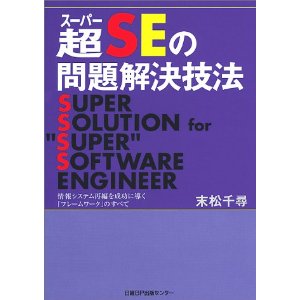 スーパー
超SEの
問題解決技法
SUPER
SOLUTION for
"SUPER"
SOFTWARE
ENGINEER
情報システム再編を成功に導く
「フレームワーク」のすべて
末松千尋
日経BP出版センター